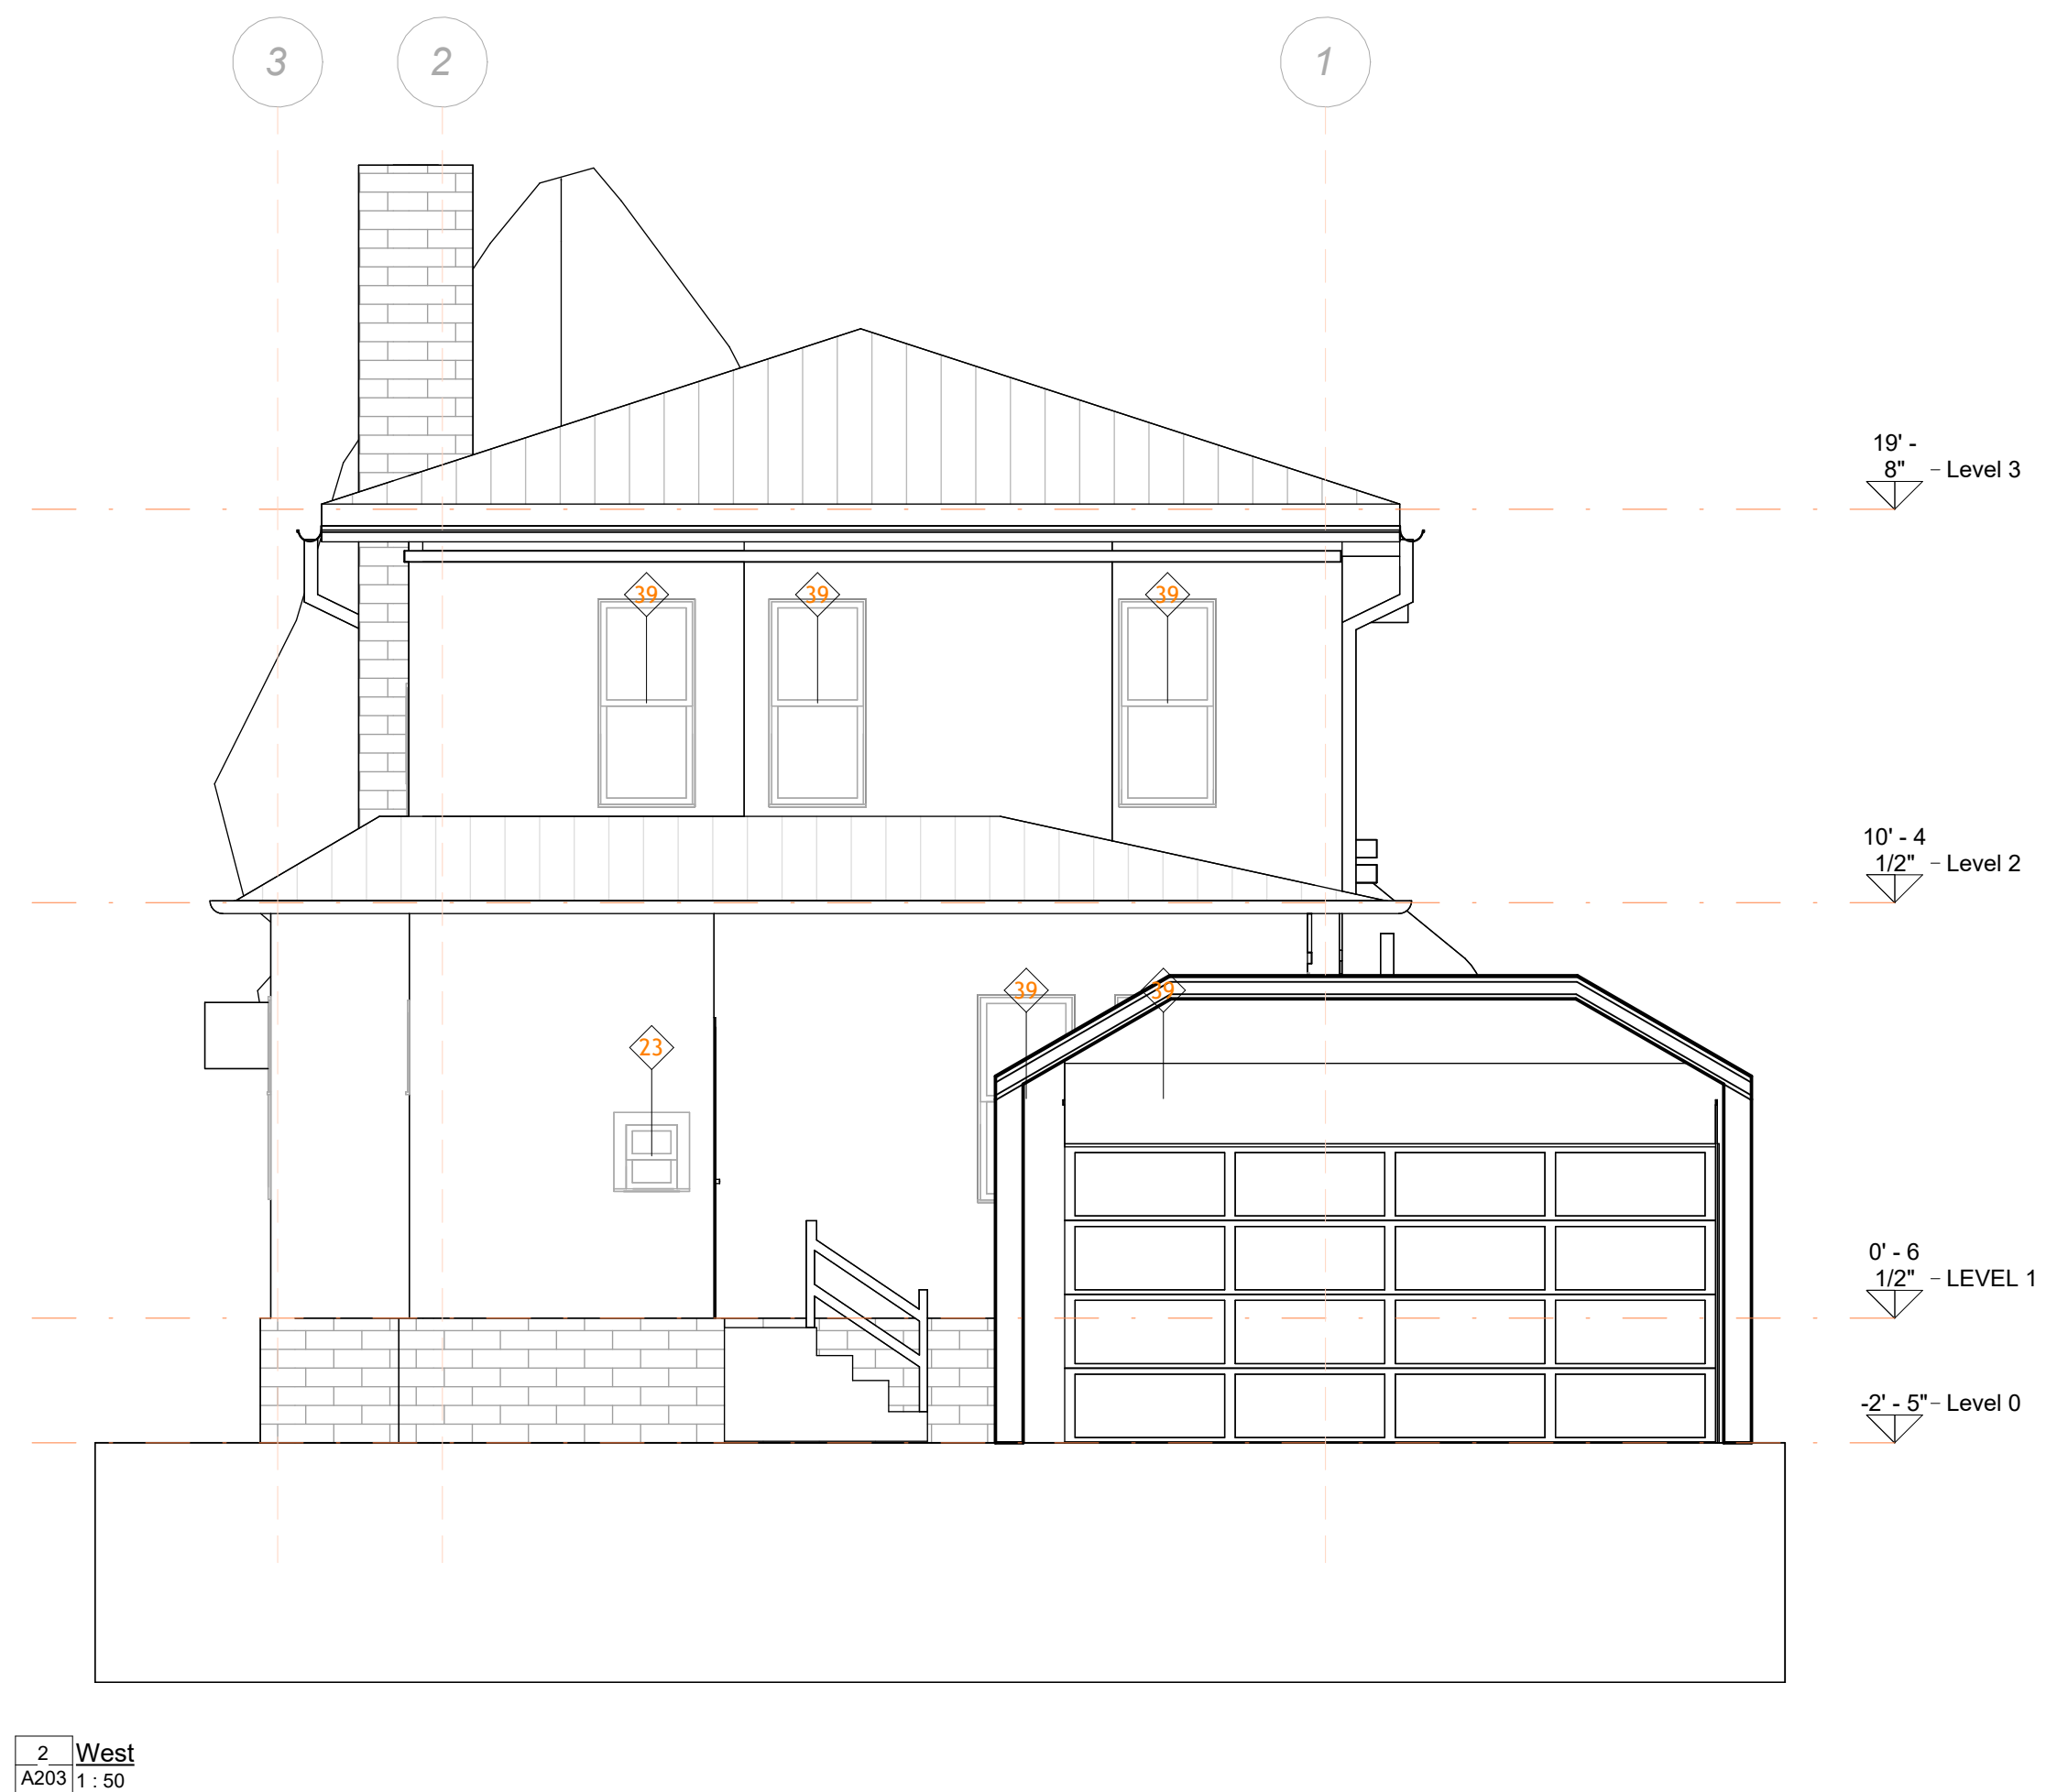 3 2 1
19' -
8" Level 3
39 39 39
10' - 4
1/2" Level 2
39 39
23
0' - 6
1/2" LEVEL 1
-2' - 5" Level 0
2 West
A203 1 : 50